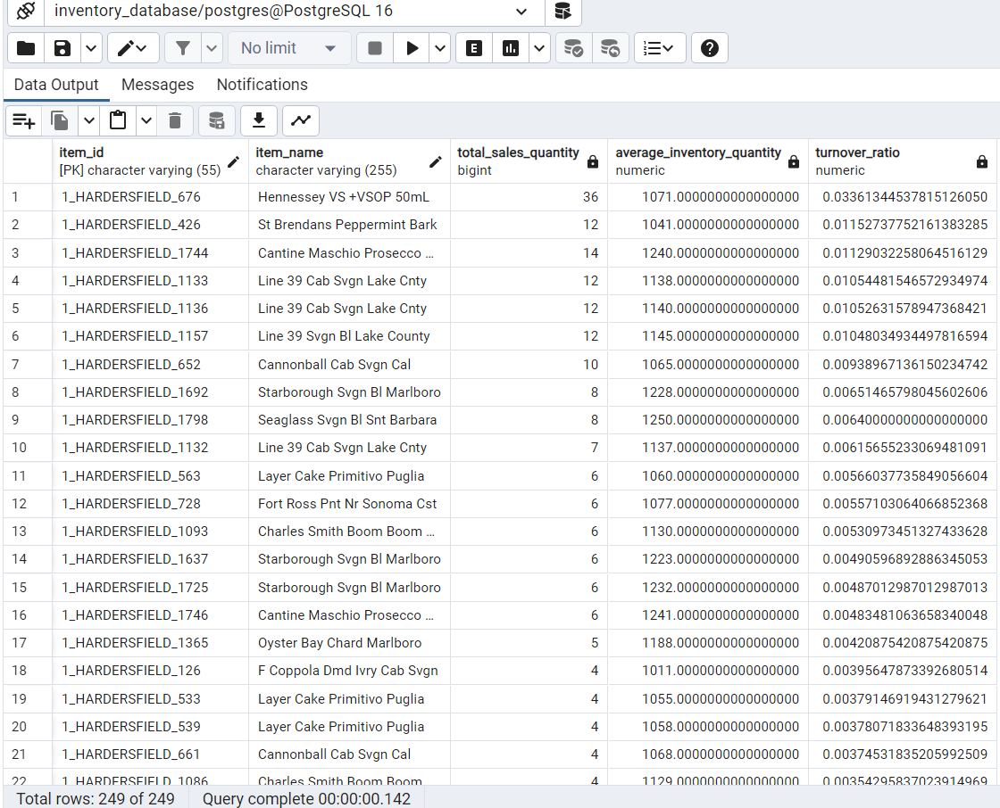 inventory_database/postgres@PostgreSQL 16
No limit E
Data Output Messages Notifications
item_id item_name total_sales_quantity average_inventory_quantity turnover_ratio
[PK] character varying (55) character varying (255) bigint numeric numeric
1 1_HARDERSFIELD_676 Hennessey VS +VSOP 50mL 36 1071.0000000000000000 0.03361344537815126050
2 1_HARDERSFIELD_426 St Brendans Peppermint Bark 12 1041.0000000000000000 0.01152737752161383285
3 1_HARDERSFIELD_1744 Cantine Maschio Prosecco ... 14 1240.0000000000000000 0.01129032258064516129
4 1_HARDERSFIELD_1133 Line 39 Cab Svgn Lake Cnty 12 1138.0000000000000000 0.01054481546572934974
5 1_HARDERSFIELD_1136 Line 39 Cab Svgn Lake Cnty 12 1140.0000000000000000 0.01052631578947368421
6 1_HARDERSFIELD_1157 Line 39 Svgn Bl Lake County 12 1145.0000000000000000 0.01048034934497816594
7 1_HARDERSFIELD_652 Cannonball Cab Svgn Cal 10 1065.0000000000000000 0.00938967136150234742
8 1_HARDERSFIELD_1692 Starborough Svgn Bl Marlboro 8 1228.0000000000000000 0.00651465798045602606
9 1_HARDERSFIELD_1798 Seaglass Svgn Bl Snt Barbara 8 1250.0000000000000000 0.00640000000000000000
10 1_HARDERSFIELD_1132 Line 39 Cab Svgn Lake Cnty 7 1137.0000000000000000 0.00615655233069481091
11 1_HARDERSFIELD_563 Layer Cake Primitivo Puglia 6 1060.0000000000000000 0.00566037735849056604
12 1_HARDERSFIELD_728 Fort Ross Pnt Nr Sonoma Cst 6 1077.0000000000000000 0.00557103064066852368
13 1_HARDERSFIELD_1093 Charles Smith Boom Boom ... 6 1130.0000000000000000 0.00530973451327433628
14 1_HARDERSFIELD_1637 Starborough Svgn Bl Marlboro 6 1223.0000000000000000 0.00490596892886345053
15 1_HARDERSFIELD_1725 Starborough Svgn Bl Marlboro 6 1232.0000000000000000 0.00487012987012987013
16 1_HARDERSFIELD_1746 Cantine Maschio Prosecco ... 6 1241.0000000000000000 0.00483481063658340048
17 1_HARDERSFIELD_1365 Oyster Bay Chard Marlboro 5 1188.0000000000000000 0.00420875420875420875
18 1_HARDERSFIELD_126 F Coppola Dmd Ivry Cab Svgn 4 1011.0000000000000000 0.00395647873392680514
19 1_HARDERSFIELD_533 Layer Cake Primitivo Puglia 4 1055.0000000000000000 0.00379146919431279621
20 1_HARDERSFIELD_539 Layer Cake Primitivo Puglia 4 1058.0000000000000000 0.00378071833648393195
21 1_HARDERSFIELD_661 Cannonball Cab Svgn Cal 4 1068.0000000000000000 0.00374531835205992509
22 1_HARDERSFIELD_1086 Charles Smith Boom Boom 4 1129.0000000000000000 0.00354295837023914969
Total rows: 249 of 249 Query complete 00:00:00.142